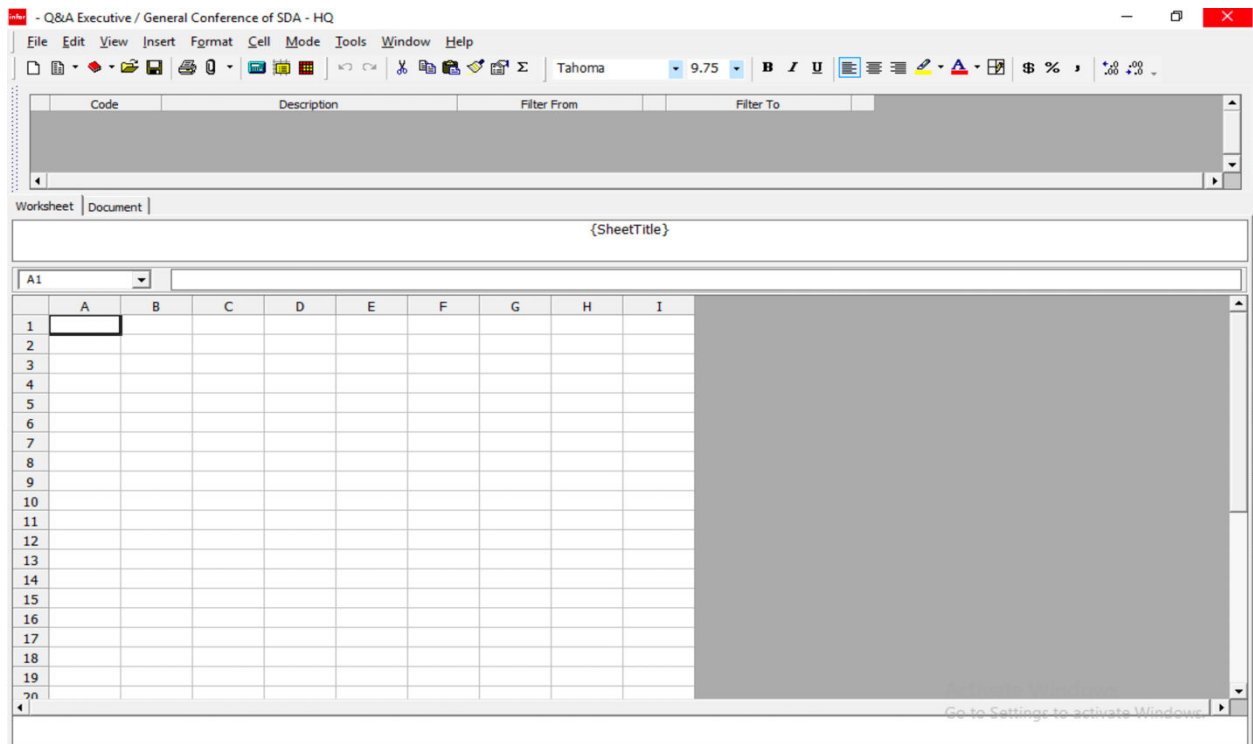 infor - Q&A Executive / General Conference of SDA - HQ
File Edit View Insert Format Cell Mode Tools Window Help
Tahoma 9.75 B I U A $ % ,
Code Description Filter From Filter To
Worksheet Document
{SheetTitle}
A1
A B C D E F G H I
1
2
3
4
5
6
7
8
9
10
11
12
13
14
15
16
17
18
19
20
Activate Windows
Go to Settings to activate Windows.